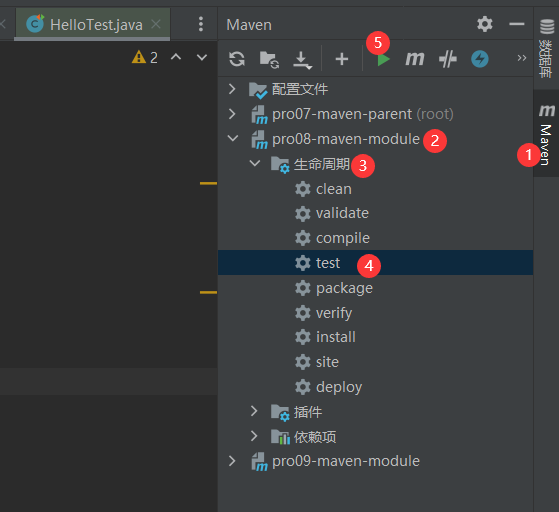 HelloTest.java
Maven
2
5
m
»
配置文件
pro07-maven-parent (root)
pro08-maven-module 2
生命周期 3
clean
validate
compile
test 4
package
verify
install
site
deploy
插件
依赖项
pro09-maven-module
数据库
m Maven
1